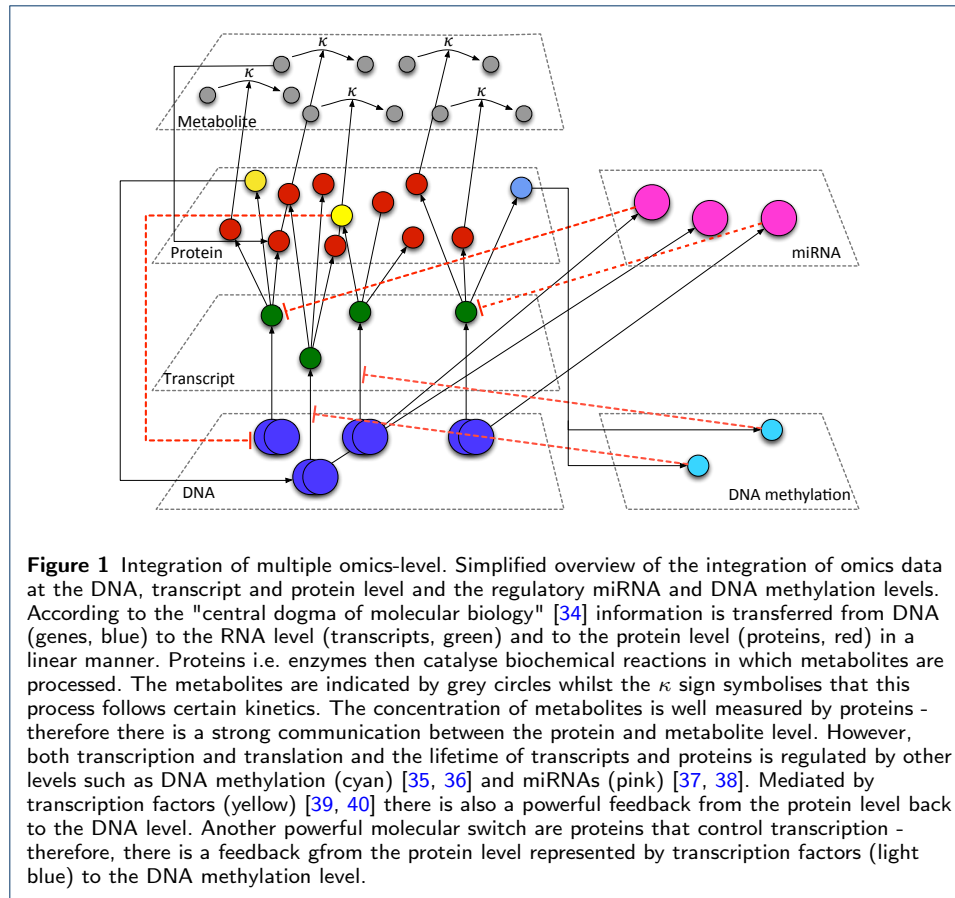 κ
κ
κ
κ
κ
Metabolite
Protein
miRNA
Transcript
DNA
DNA methylation
Figure 1 Integration of multiple omics-level. Simplified overview of the integration of omics data
at the DNA, transcript and protein level and the regulatory miRNA and DNA methylation levels.
According to the "central dogma of molecular biology" [34] information is transferred from DNA
(genes, blue) to the RNA level (transcripts, green) and to the protein level (proteins, red) in a
linear manner. Proteins i.e. enzymes then catalyse biochemical reactions in which metabolites are
processed. The metabolites are indicated by grey circles whilst the κ sign symbolises that this
process follows certain kinetics. The concentration of metabolites is well measured by proteins -
therefore there is a strong communication between the protein and metabolite level. However,
both transcription and translation and the lifetime of transcripts and proteins is regulated by other
levels such as DNA methylation (cyan) [35, 36] and miRNAs (pink) [37, 38]. Mediated by
transcription factors (yellow) [39, 40] there is also a powerful feedback from the protein level back
to the DNA level. Another powerful molecular switch are proteins that control transcription -
therefore, there is a feedback gfrom the protein level represented by transcription factors (light
blue) to the DNA methylation level.